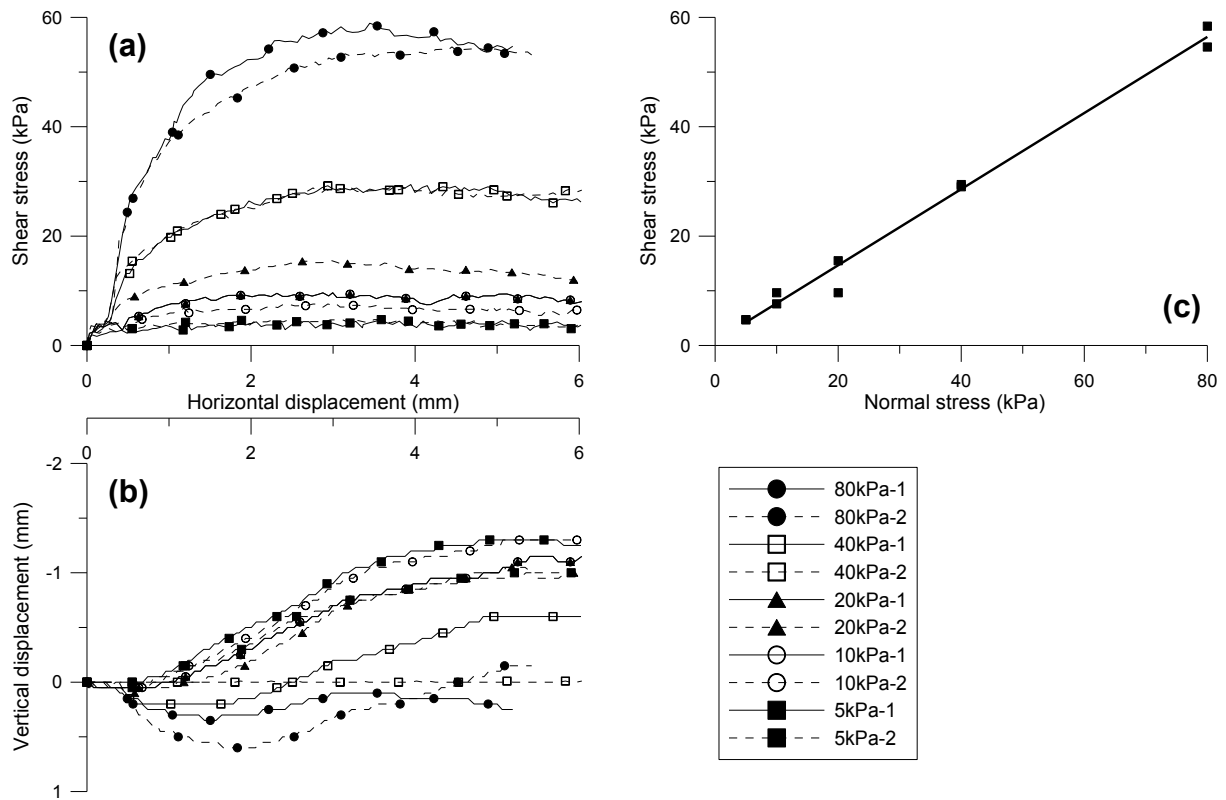 60
40
20
0
Shear stress (kPa)
(a)
0
2
4
6
Horizontal displacement (mm)
0
2
4
6
-2
-1
0
1
Vertical displacement (mm)
(b)
60
40
20
0
Shear stress (kPa)
(c)
0
20
40
60
80
Normal stress (kPa)
80kPa-1
80kPa-2
40kPa-1
40kPa-2
20kPa-1
20kPa-2
10kPa-1
10kPa-2
5kPa-1
5kPa-2